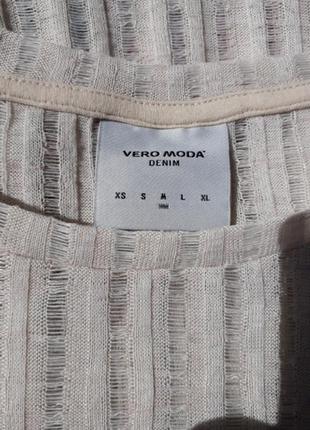 VERO MODA
DENIM
XS S M L XL